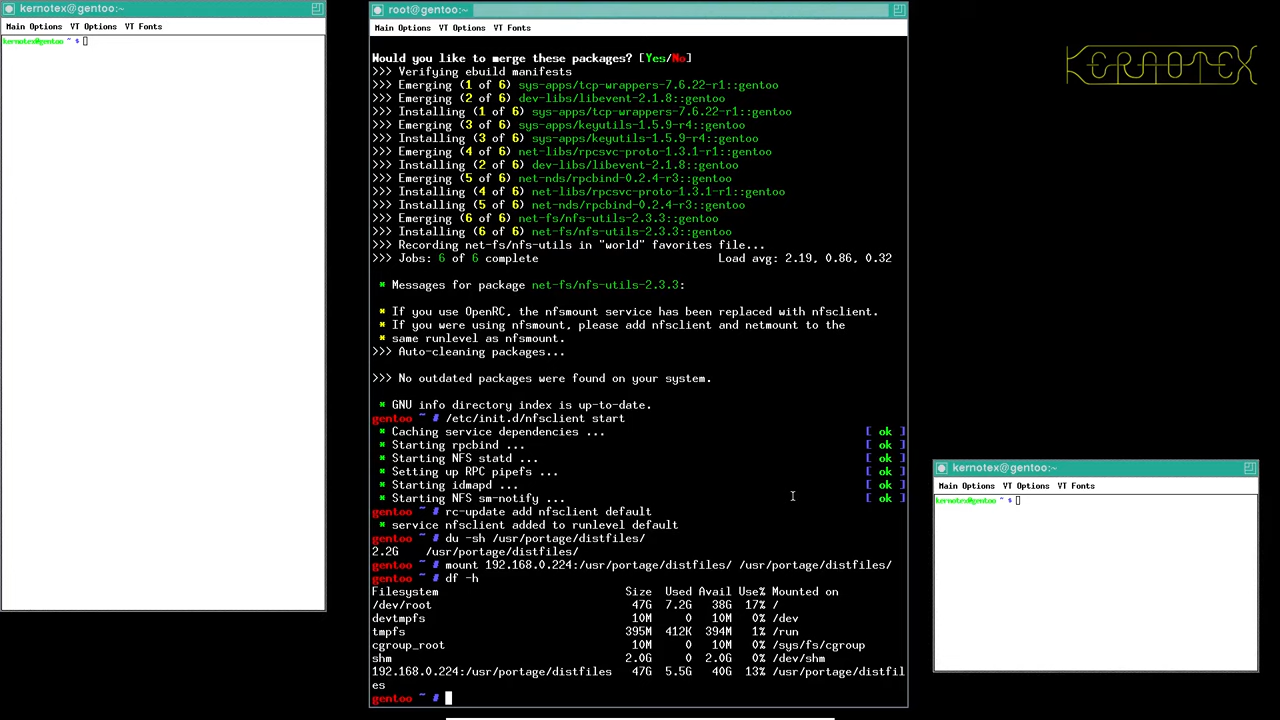 kernotex@gentoo:~
Main Options VT Options VT Fonts
kernotex@gentoo ~ $
root@gentoo:~
Main Options VT Options VT Fonts
Would you like to merge these packages? [Yes/No]
>>> Verifying ebuild manifests
>>> Emerging (1 of 6) sys-apps/tcp-wrappers-7.6.22-r1::gentoo
>>> Emerging (2 of 6) dev-libs/libevent-2.1.8::gentoo
>>> Installing (1 of 6) sys-apps/tcp-wrappers-7.6.22-r1::gentoo
>>> Emerging (3 of 6) sys-apps/keyutils-1.5.9-r4::gentoo
>>> Installing (3 of 6) sys-apps/keyutils-1.5.9-r4::gentoo
>>> Emerging (4 of 6) net-libs/rpcsvc-proto-1.3.1-r1::gentoo
>>> Installing (2 of 6) dev-libs/libevent-2.1.8::gentoo
>>> Emerging (5 of 6) net-nds/rpcbind-0.2.4-r3::gentoo
>>> Installing (4 of 6) net-libs/rpcsvc-proto-1.3.1-r1::gentoo
>>> Installing (5 of 6) net-nds/rpcbind-0.2.4-r3::gentoo
>>> Emerging (6 of 6) net-fs/nfs-utils-2.3.3::gentoo
>>> Installing (6 of 6) net-fs/nfs-utils-2.3.3::gentoo
>>> Recording net-fs/nfs-utils in "world" favorites file...
>>> Jobs: 6 of 6 complete Load avg: 2.19, 0.86, 0.32
* Messages for package net-fs/nfs-utils-2.3.3:
* If you use OpenRC, the nfsmount service has been replaced with nfsclient.
* If you were using nfsmount, please add nfsclient and netmount to the
* same runlevel as nfsmount.
>>> Auto-cleaning packages...
>>> No outdated packages were found on your system.
* GNU info directory index is up-to-date.
gentoo ~ # /etc/init.d/nfsclient start
* Caching service dependencies ... [ ok ]
* Starting rpcbind ... [ ok ]
* Starting NFS statd ... [ ok ]
* Setting up RPC pipefs ... [ ok ]
* Starting idmapd ... [ ok ]
* Starting NFS sm-notify ... [ ok ]
gentoo ~ # rc-update add nfsclient default
* service nfsclient added to runlevel default
gentoo ~ # du -sh /usr/portage/distfiles/
2.2G /usr/portage/distfiles/
gentoo ~ # mount 192.168.0.224:/usr/portage/distfiles/ /usr/portage/distfiles/
gentoo ~ # df -h
Filesystem Size Used Avail Use% Mounted on
/dev/root 47G 7.2G 38G 17% /
devtmpfs 10M 0 10M 0% /dev
tmpfs 395M 412K 394M 1% /run
cgroup_root 10M 0 10M 0% /sys/fs/cgroup
shm 2.0G 0 2.0G 0% /dev/shm
192.168.0.224:/usr/portage/distfiles 47G 5.5G 40G 13% /usr/portage/distfil
es
gentoo ~ #
KERNOTEX
kernotex@gentoo:~
Main Options VT Options VT Fonts
kernotex@gentoo ~ $